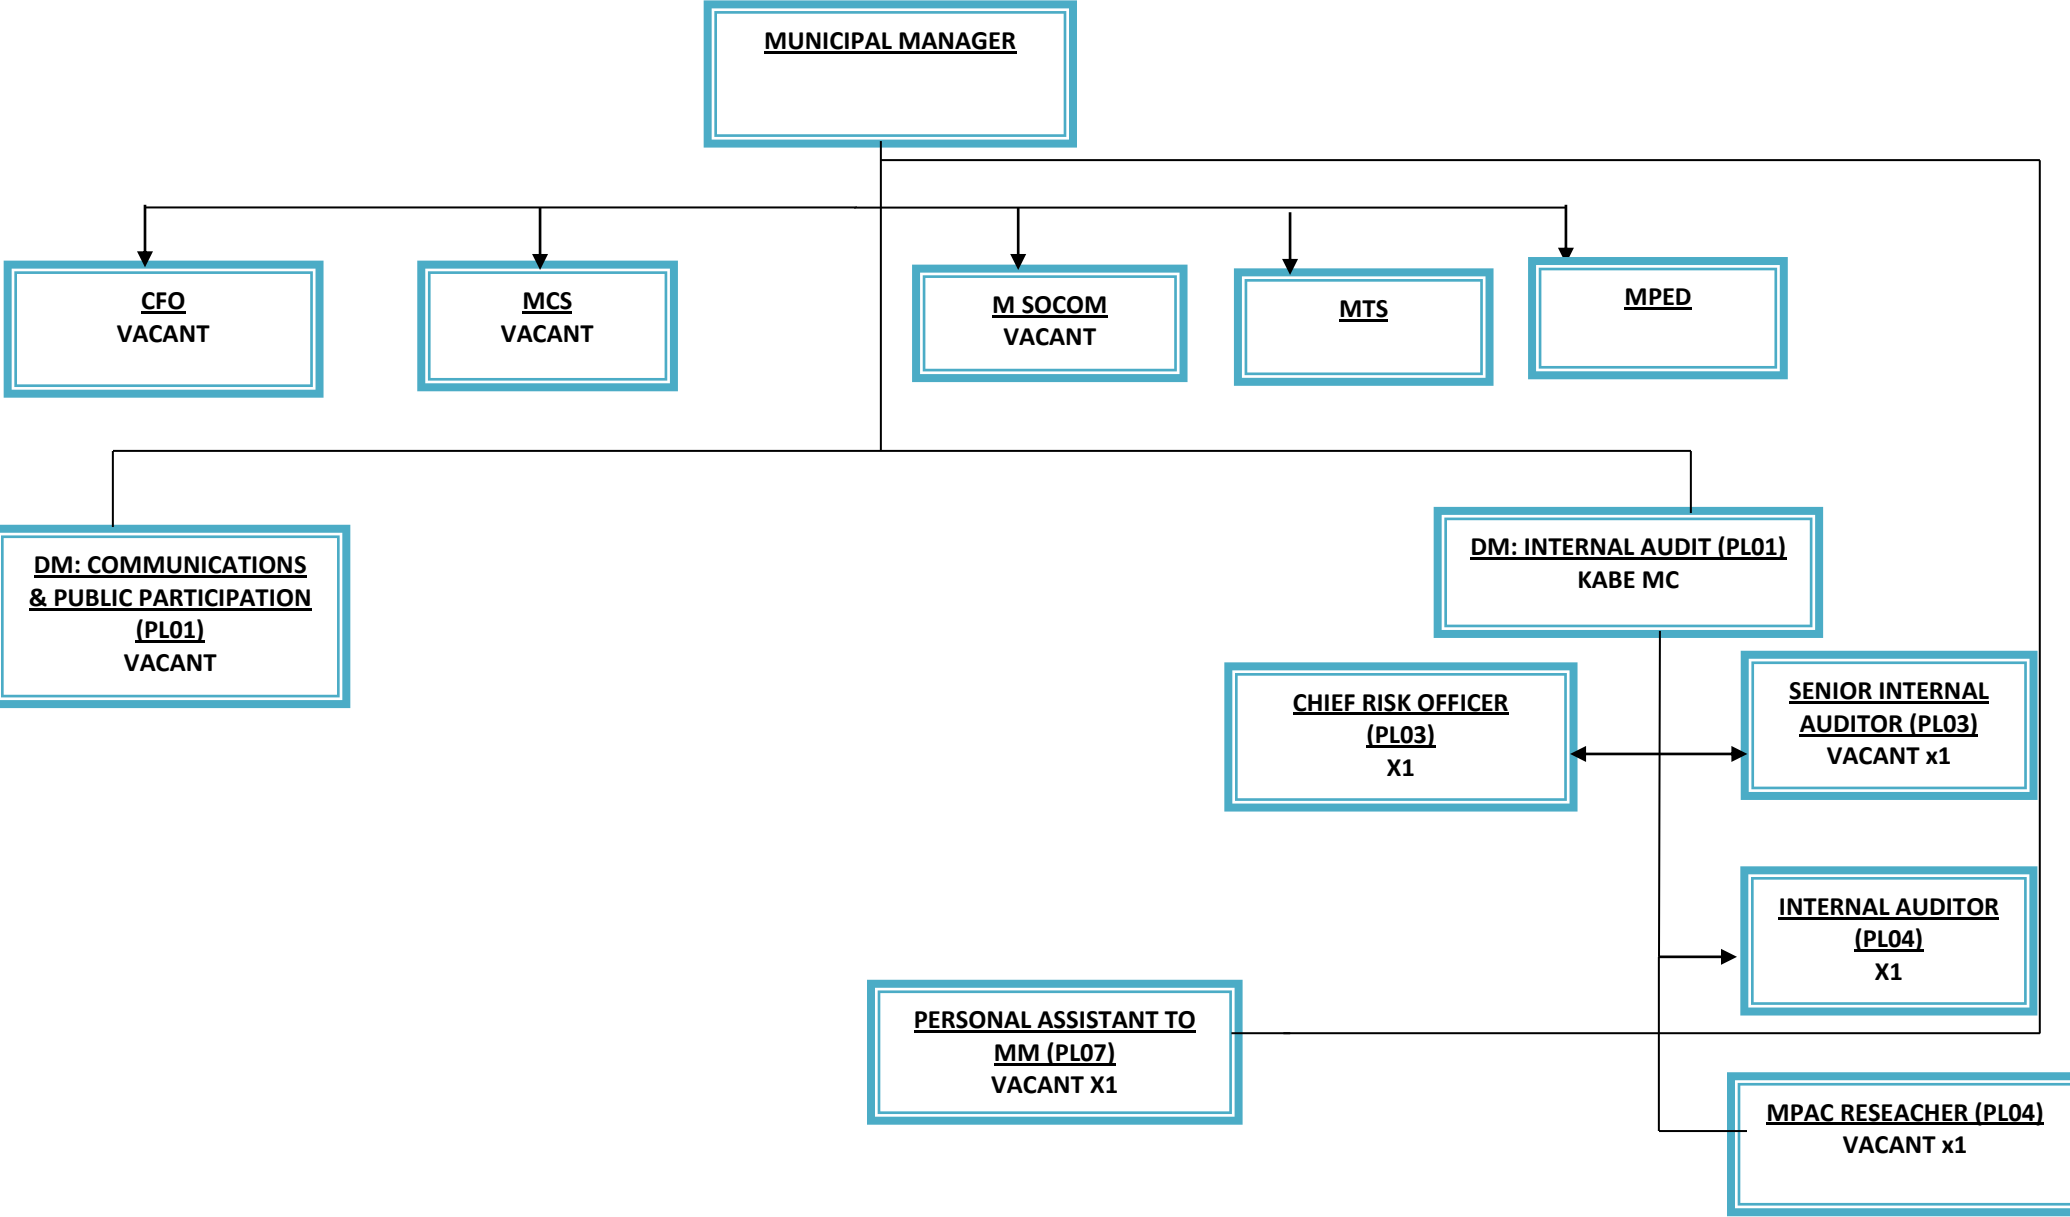 MUNICIPAL MANAGER
CFO
VACANT
MCS
VACANT
M SOCOM
VACANT
MTS
MPED
DM: COMMUNICATIONS
& PUBLIC PARTICIPATION
(PL01)
VACANT
DM: INTERNAL AUDIT (PL01)
KABE MC
CHIEF RISK OFFICER
(PL03)
X1
SENIOR INTERNAL
AUDITOR (PL03)
VACANT x1
INTERNAL AUDITOR
(PL04)
X1
PERSONAL ASSISTANT TO
MM (PL07)
VACANT X1
MPAC RESEACHER (PL04)
VACANT x1